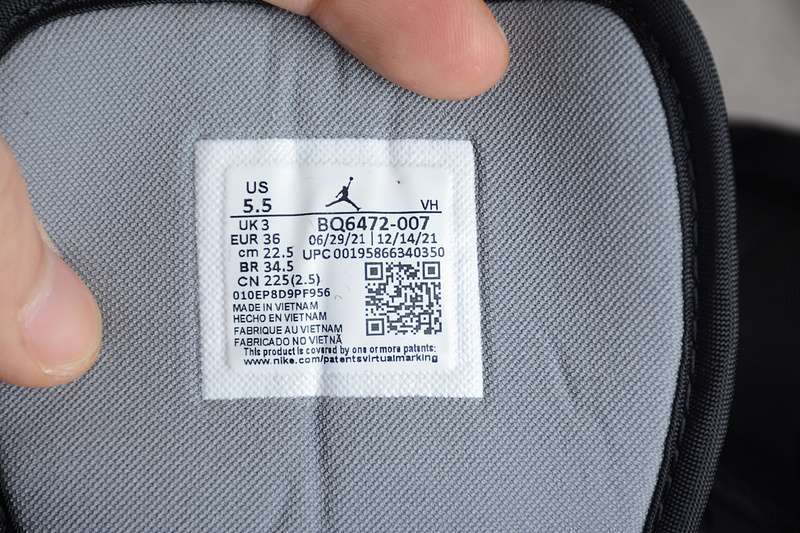 US
5.5 VH
UK 3 BQ6472-007
EUR 36 06/29/21 | 12/14/21
cm 22.5 UPC 00195866340350
BR 34.5
CN 225(2.5)
010EP8D9PF956
MADE IN VIETNAM
HECHO EN VIETNAM
FABRIQUE AU VIETNAM
FABRICADO NO VIETNÃ
This product is covered by one or more patents:
www.nike.com/patentsvirtualmarking